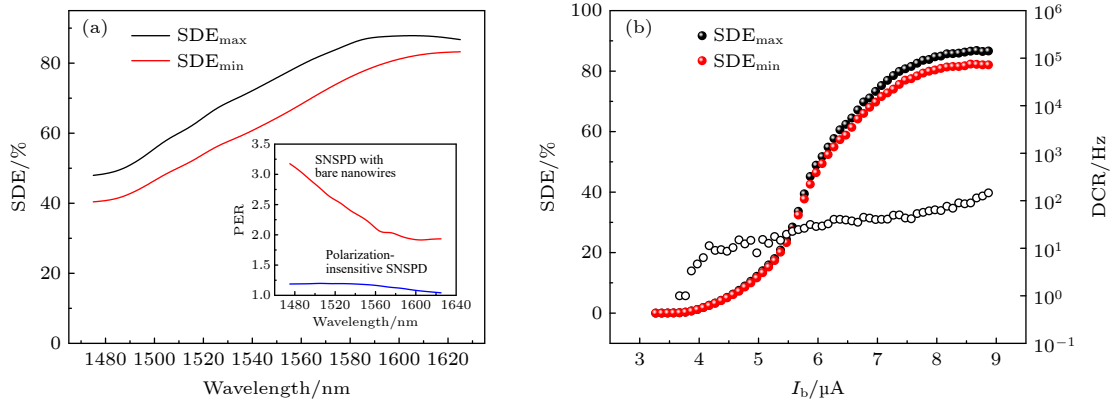 (a)
SDEmax
SDEmin
SDE/%
80
60
40
20
0
1480 1500 1520 1540 1560 1580 1600 1620
Wavelength/nm
3.5
3.0
2.5
2.0
1.5
1.0
PER
SNSPD with
bare nanowires
Polarization-
insensitive SNSPD
1480 1520 1560 1600 1640
Wavelength/nm
(b)
SDEmax
SDEmin
SDE/%
100
80
60
40
20
0
3 4 5 6 7 8 9
Ib/µA
10^6
10^5
10^4
10^3
10^2
10^1
10^0
10^-1
DCR/Hz